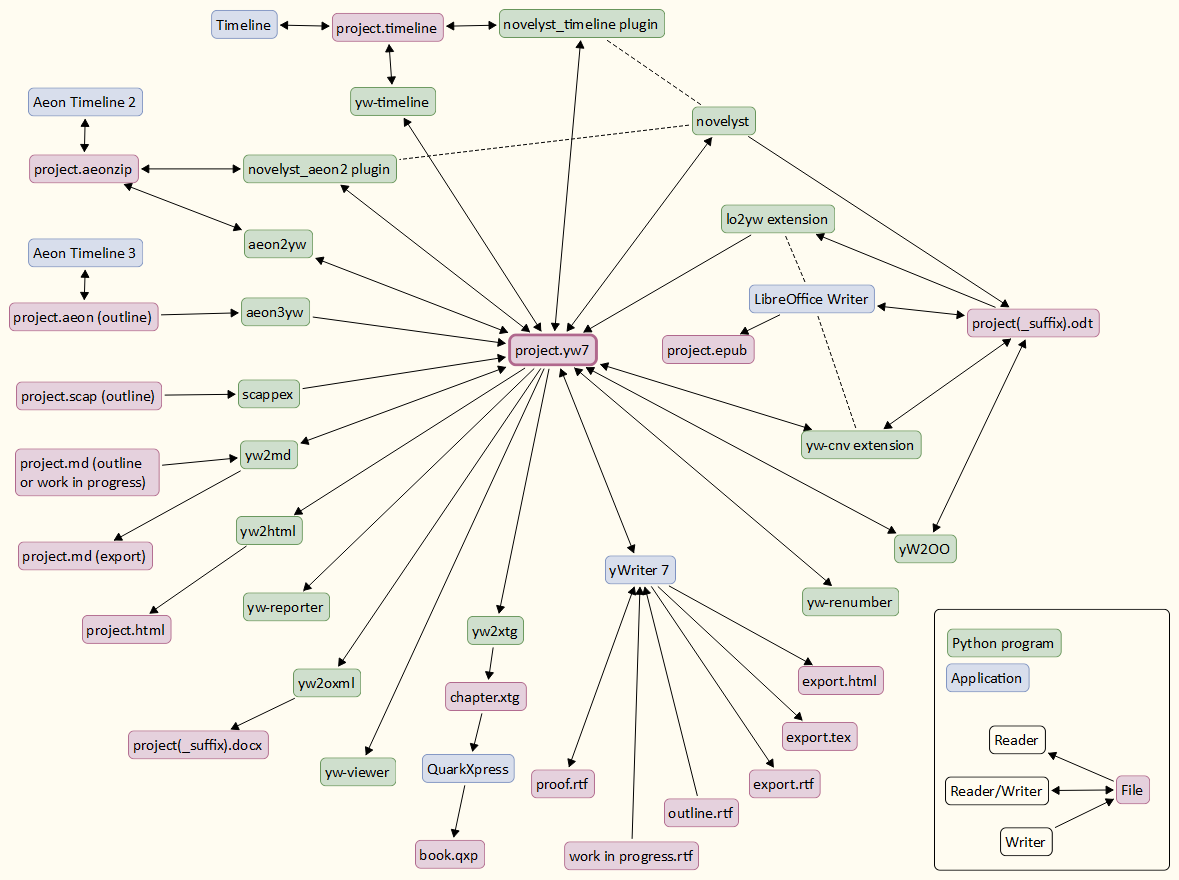 Timeline
project.timeline
novelyst_timeline plugin
Aeon Timeline 2
yw-timeline
novelyst
project.aeonzip
novelyst_aeon2 plugin
lo2yw extension
aeon2yw
Aeon Timeline 3
LibreOffice Writer
project.aeon (outline)
aeon3yw
project(_suffix).odt
project.yw7
project.epub
project.scap (outline)
scappex
yw-cnv extension
project.md (outline
or work in progress)
yw2md
project.md (export)
yw2html
yW2OO
yWriter 7
yw-reporter
yw-renumber
project.html
yw2xtg
yw2oxml
chapter.xtg
export.html
project(_suffix).docx
export.tex
yw-viewer
QuarkXpress
proof.rtf
export.rtf
outline.rtf
book.qxp
work in progress.rtf
Python program
Application
Reader
Reader/Writer
File
Writer